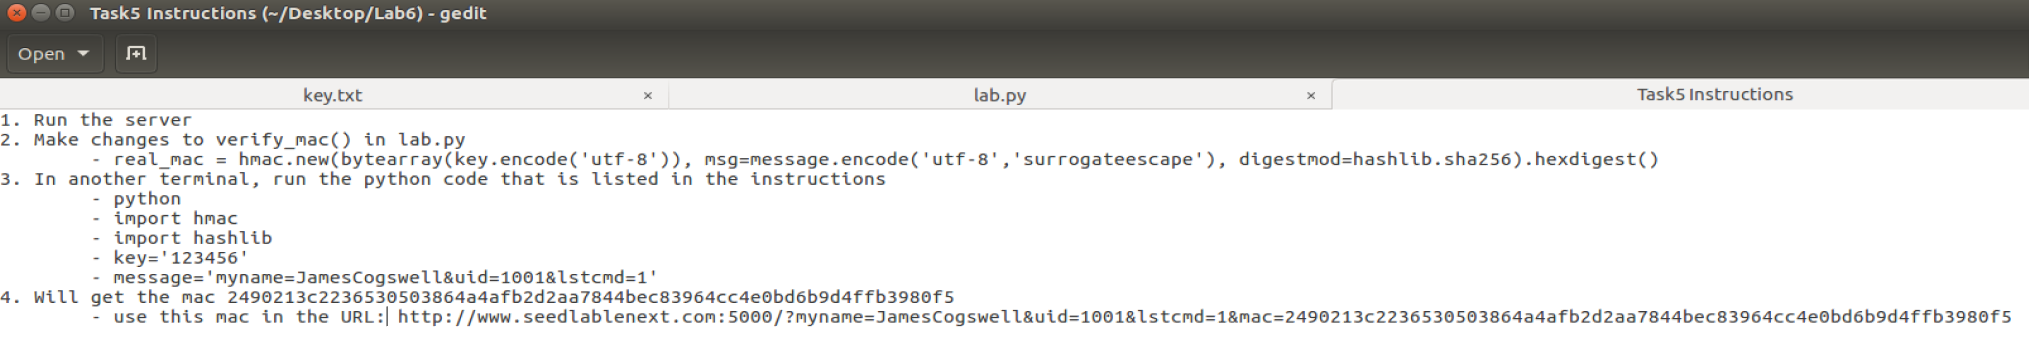 Task5 Instructions (~/Desktop/Lab6) - gedit
Open
key.txt × lab.py × Task5 Instructions
1. Run the server
2. Make changes to verify_mac() in lab.py
- real_mac = hmac.new(bytearray(key.encode('utf-8')), msg=message.encode('utf-8','surrogateescape'), digestmod=hashlib.sha256).hexdigest()
3. In another terminal, run the python code that is listed in the instructions
- python
- import hmac
- import hashlib
- key='123456'
- message='myname=JamesCogswell&uid=1001&lstcmd=1'
4. Will get the mac 2490213c2236530503864a4afb2d2aa7844bec83964cc4e0bd6b9d4ffb3980f5
- use this mac in the URL: http://www.seedlablenext.com:5000/?myname=JamesCogswell&uid=1001&lstcmd=1&mac=2490213c2236530503864a4afb2d2aa7844bec83964cc4e0bd6b9d4ffb3980f5